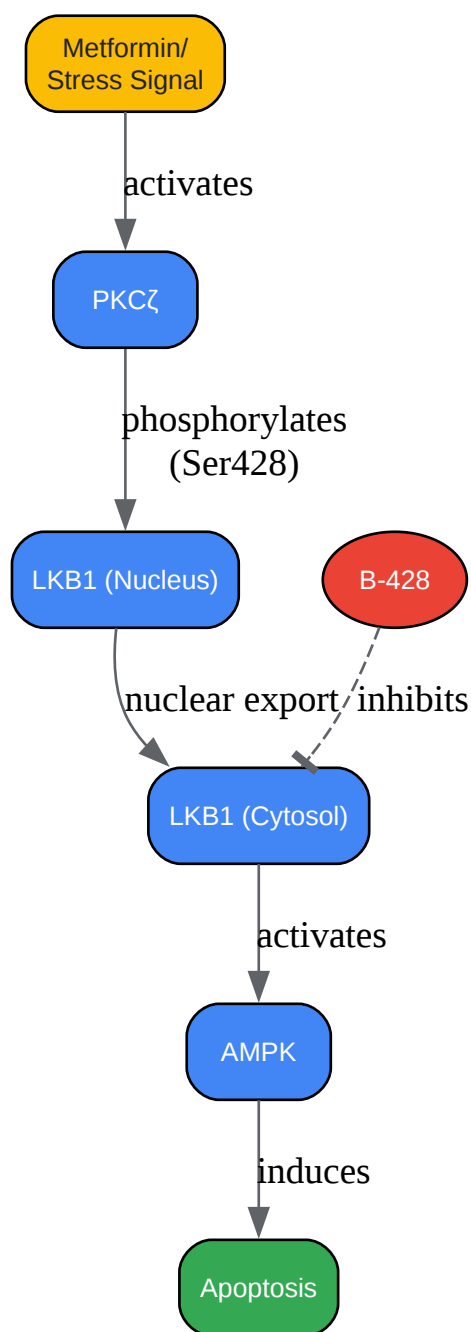 Metformin/
Stress Signal
activates
PKCζ
phosphorylates
(Ser428)
LKB1 (Nucleus)
B-428
nuclear export
inhibits
LKB1 (Cytosol)
activates
AMPK
induces
Apoptosis